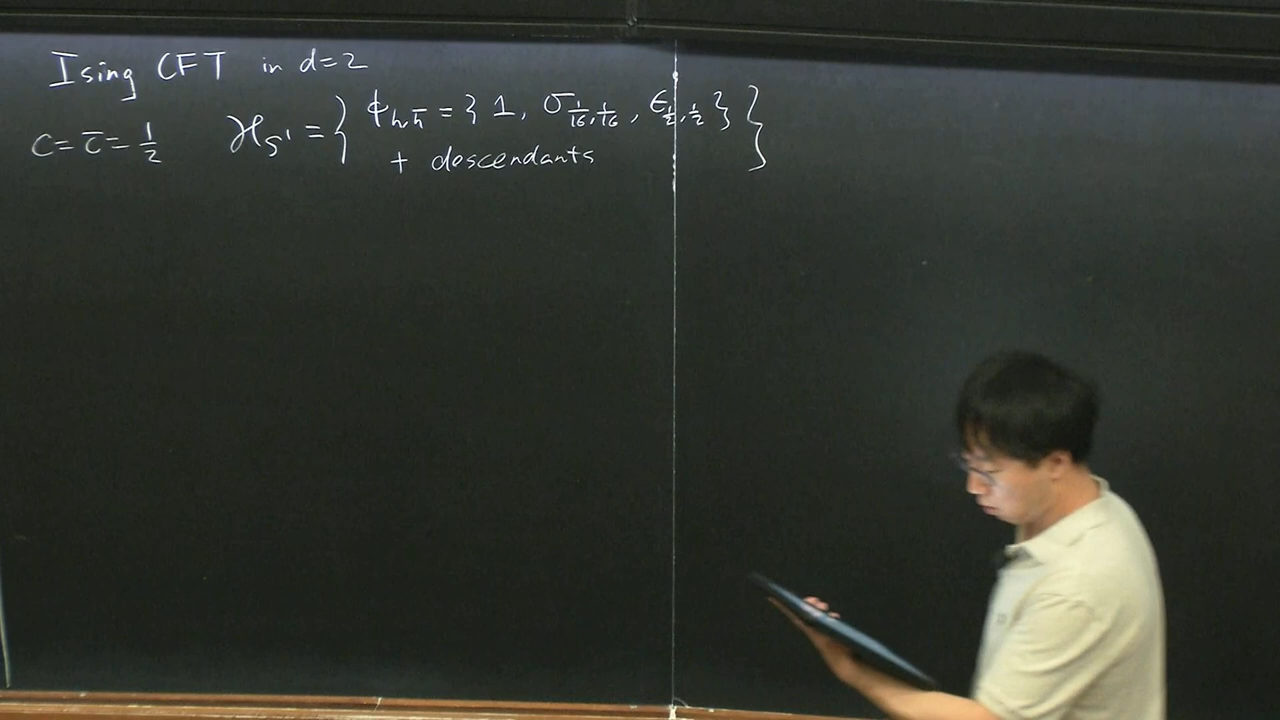 Ising CFT in d=2
c = c̄ = 1/2    ℋ_{S¹} = { ϕ_{h,h̄} = { 1, σ_{1/16,1/16}, ϵ_{1/2,1/2} } }
+ descendants